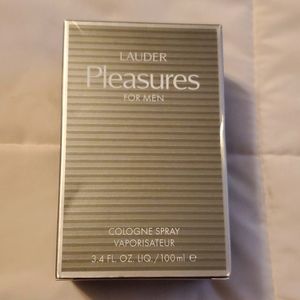 LAUDER
Pleasures
FOR MEN
COLOGNE SPRAY
VAPORISATEUR
3.4 FL. OZ. LIQ./100ml ℮